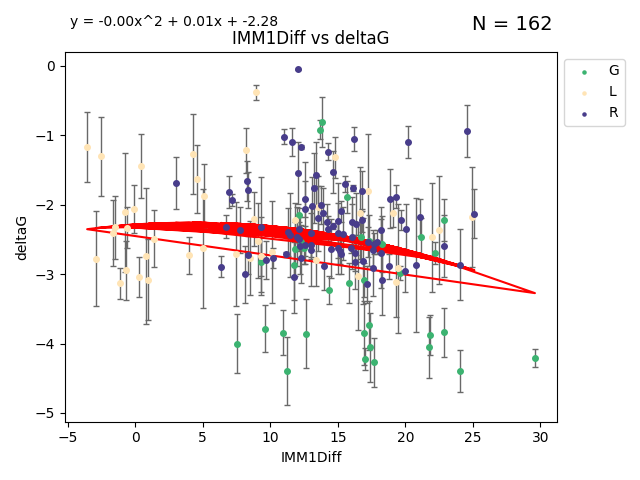 y = -0.00x^2 + 0.01x + -2.28
N = 162
IMM1Diff vs deltaG
G
L
R
0
−1
−2
−3
−4
−5
deltaG
−5 0 5 10 15 20 25 30
IMM1Diff